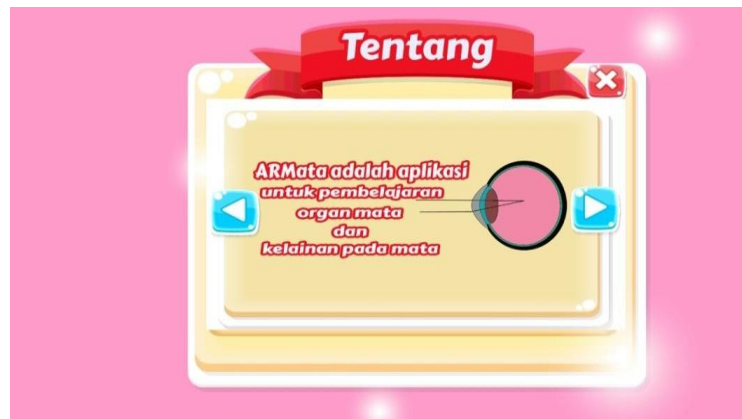 Tentang
ARMata adalah aplikasi
untuk pembelajaran
organ mata
dan
kelainan pada mata